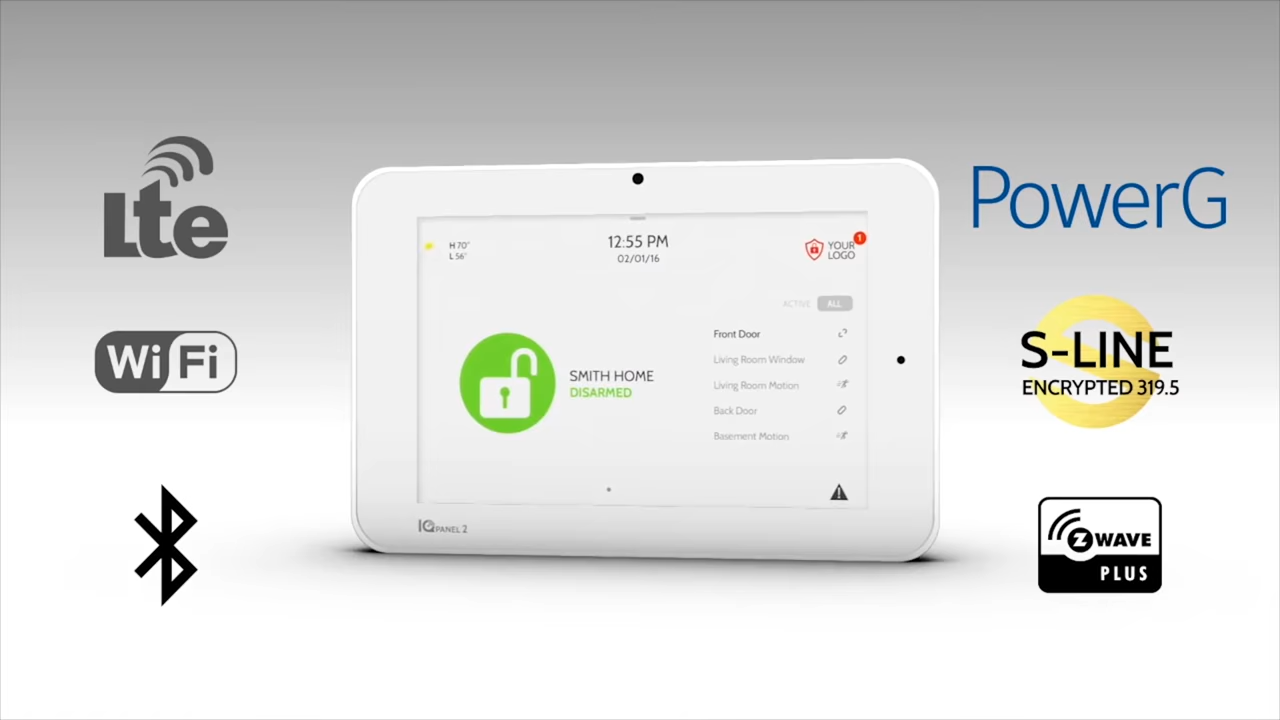 Lte
WiFi
12:55 PM
02/01/16
H 70°
L 56°
YOUR
LOGO
1
ACTIVE ALL
Front Door
Living Room Window
Living Room Motion
Back Door
Basement Motion
SMITH HOME
DISARMED
IQ PANEL 2
PowerG
S-LINE
ENCRYPTED 319.5
Z WAVE
PLUS